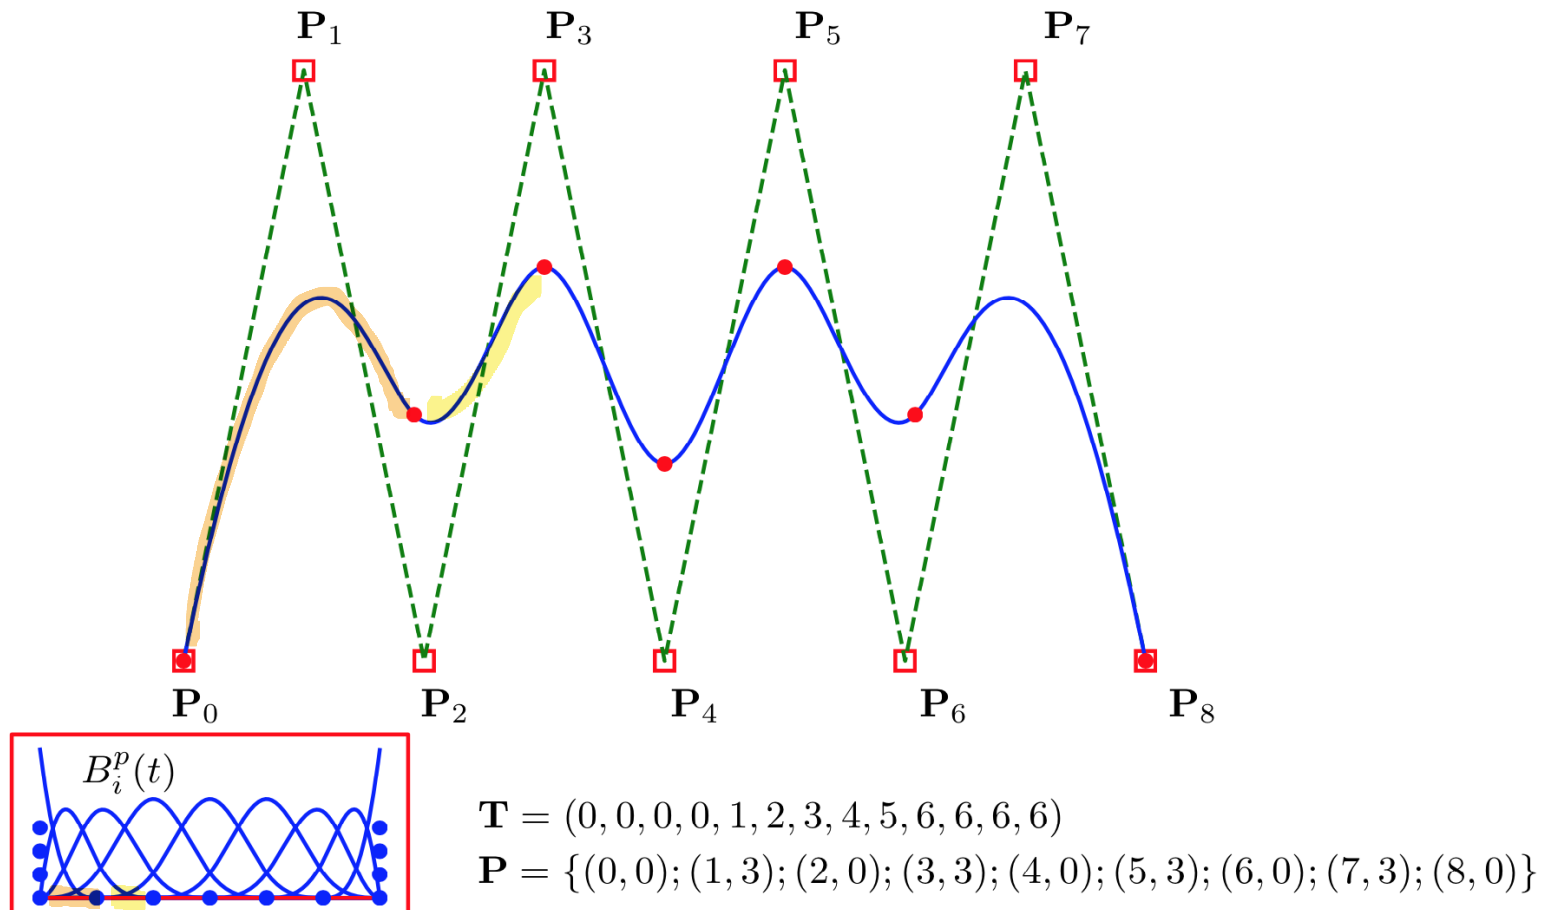 P₁ P₃ P₅ P₇
P₀ P₂ P₄ P₆ P₈
Bᵢᵖ(t)
T = (0, 0, 0, 0, 1, 2, 3, 4, 5, 6, 6, 6, 6)
P = {(0, 0); (1, 3); (2, 0); (3, 3); (4, 0); (5, 3); (6, 0); (7, 3); (8, 0)}